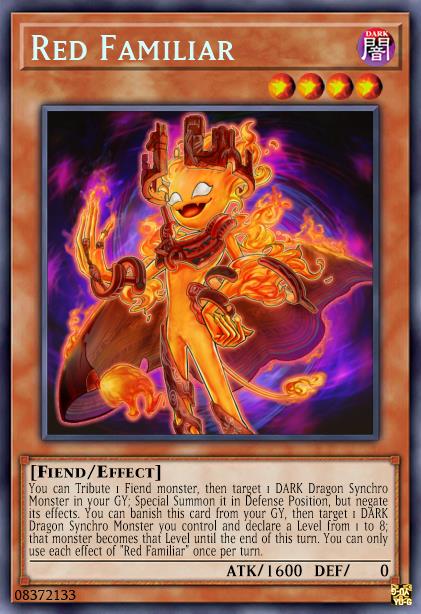 Red Familiar
DARK
闇
[Fiend/Effect]
You can Tribute 1 Fiend monster, then target 1 DARK Dragon Synchro
Monster in your GY; Special Summon it in Defense Position, but negate
its effects. You can banish this card from your GY, then target 1 DARK
Dragon Synchro Monster you control and declare a Level from 1 to 8;
that monster becomes that Level until the end of this turn. You can only
use each effect of "Red Familiar" once per turn.
ATK/1600 DEF/ 0
08372133